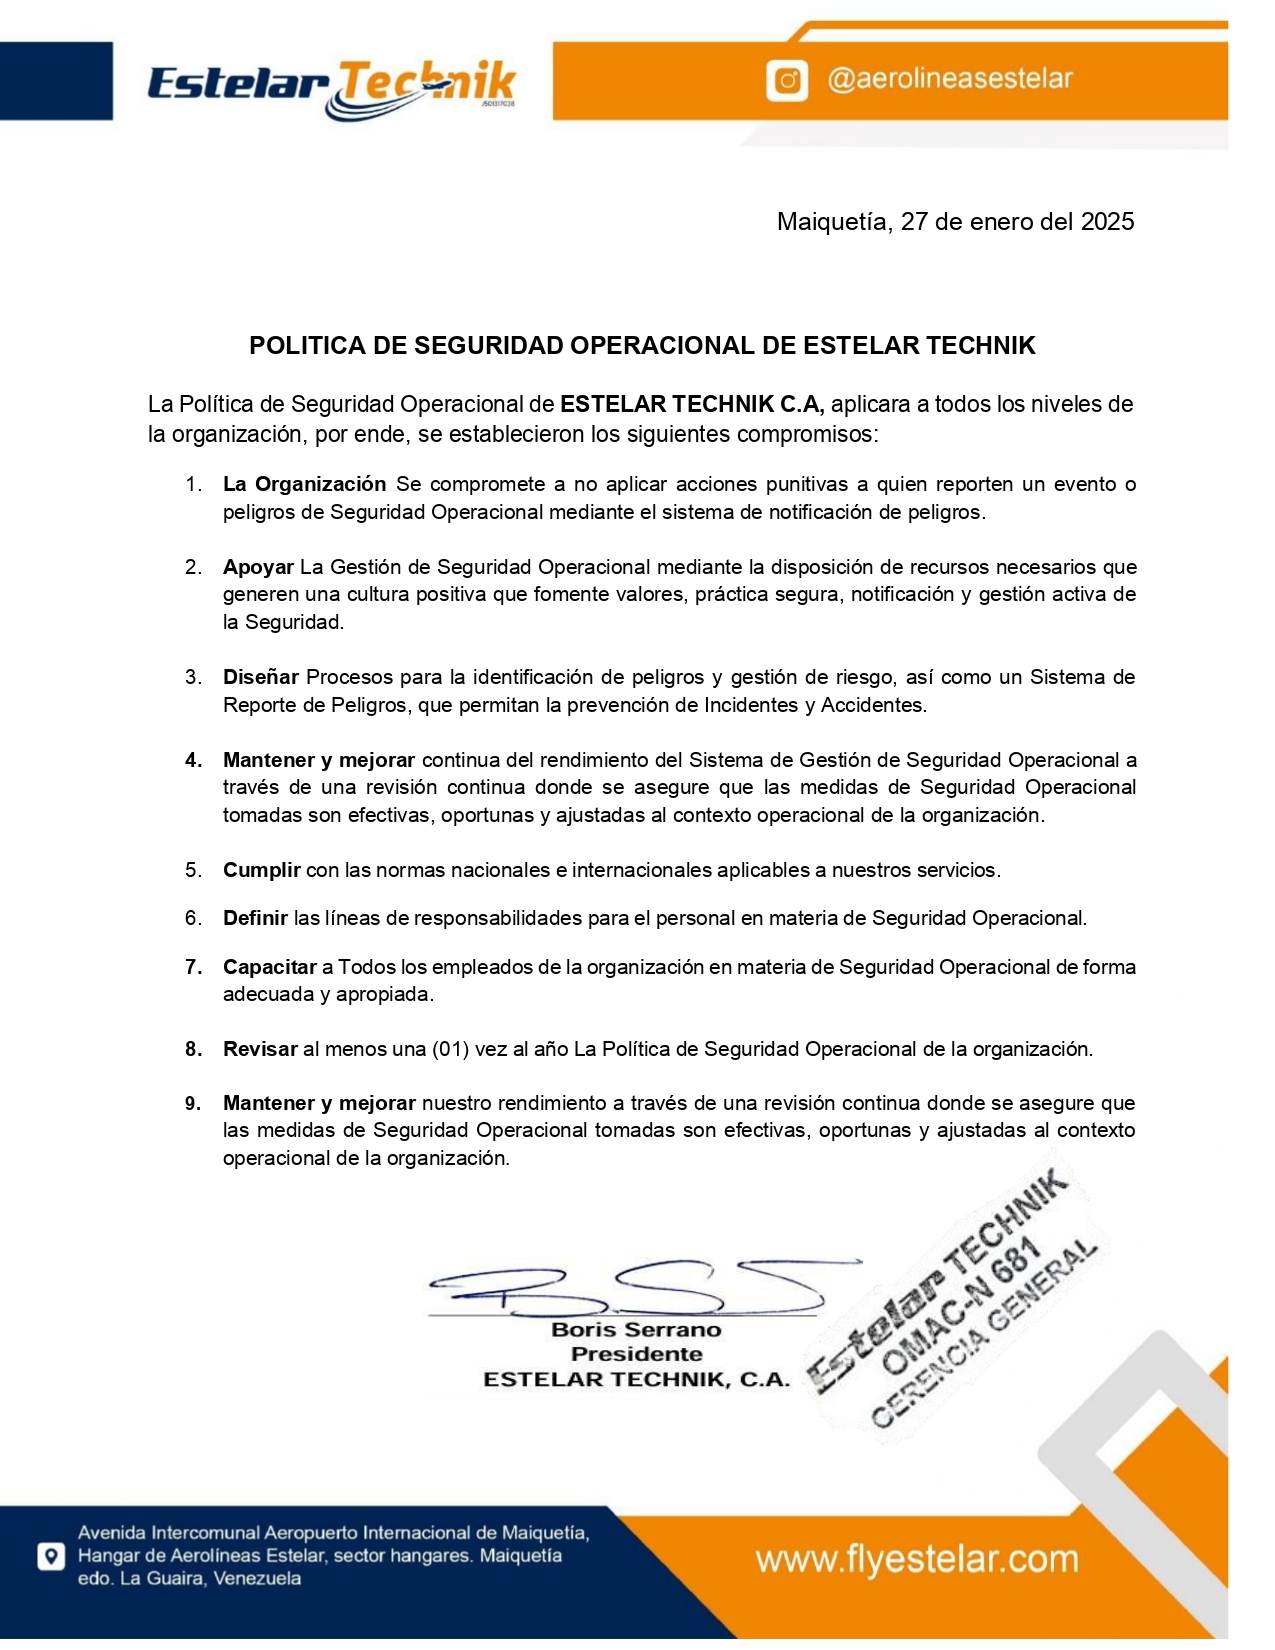 Estelar Technik
@aerolineasestelar
Maiquetía, 27 de enero del 2025
POLITICA DE SEGURIDAD OPERACIONAL DE ESTELAR TECHNIK
La Política de Seguridad Operacional de ESTELAR TECHNIK C.A, aplicara a todos los niveles de
la organización, por ende, se establecieron los siguientes compromisos:
1. La Organización Se compromete a no aplicar acciones punitivas a quien reporten un evento o
peligros de Seguridad Operacional mediante el sistema de notificación de peligros.
2. Apoyar La Gestión de Seguridad Operacional mediante la disposición de recursos necesarios que
generen una cultura positiva que fomente valores, práctica segura, notificación y gestión activa de
la Seguridad.
3. Diseñar Procesos para la identificación de peligros y gestión de riesgo, así como un Sistema de
Reporte de Peligros, que permitan la prevención de Incidentes y Accidentes.
4. Mantener y mejorar continua del rendimiento del Sistema de Gestión de Seguridad Operacional a
través de una revisión continua donde se asegure que las medidas de Seguridad Operacional
tomadas son efectivas, oportunas y ajustadas al contexto operacional de la organización.
5. Cumplir con las normas nacionales e internacionales aplicables a nuestros servicios.
6. Definir las líneas de responsabilidades para el personal en materia de Seguridad Operacional.
7. Capacitar a Todos los empleados de la organización en materia de Seguridad Operacional de forma
adecuada y apropiada.
8. Revisar al menos una (01) vez al año La Política de Seguridad Operacional de la organización.
9. Mantener y mejorar nuestro rendimiento a través de una revisión continua donde se asegure que
las medidas de Seguridad Operacional tomadas son efectivas, oportunas y ajustadas al contexto
operacional de la organización.
Boris Serrano
Presidente
ESTELAR TECHNIK, C.A.
Estelar TECHNIK
OMAC-N 681
GERENCIA GENERAL
Avenida Intercomunal Aeropuerto Internacional de Maiquetía,
Hangar de Aerolíneas Estelar, sector hangares. Maiquetía
edo. La Guaira, Venezuela
www.flyestelar.com